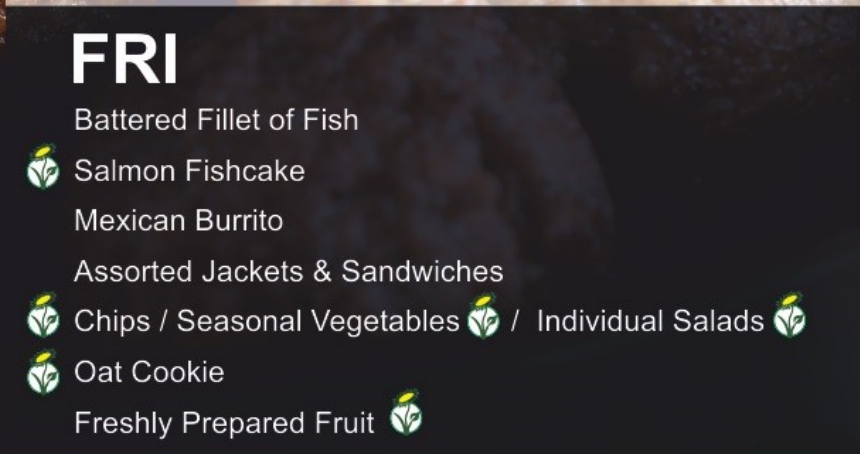 FRI
Battered Fillet of Fish
Salmon Fishcake
Mexican Burrito
Assorted Jackets & Sandwiches
Chips / Seasonal Vegetables / Individual Salads
Oat Cookie
Freshly Prepared Fruit